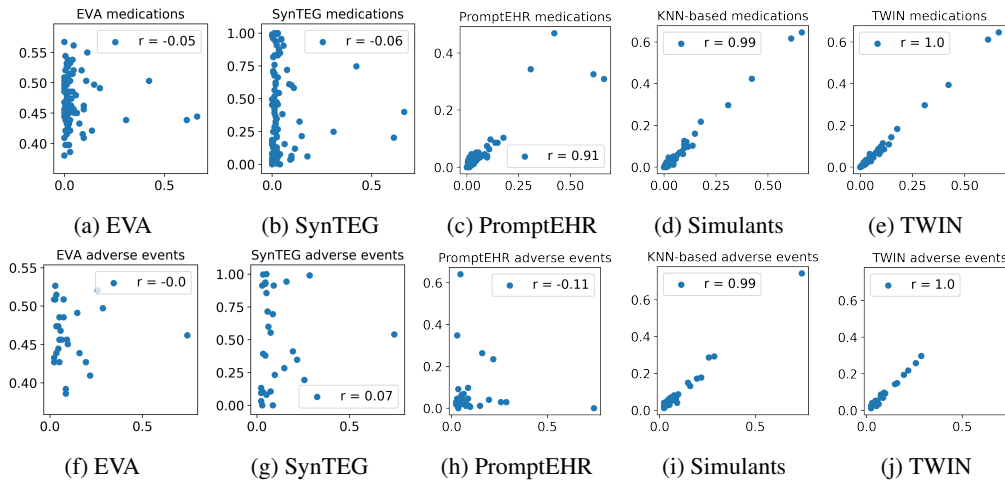 EVA medications
r = -0.05
0.55
0.50
0.45
0.40
0.0
0.5
(a) EVA
SynTEG medications
r = -0.06
1.00
0.75
0.50
0.25
0.00
0.0
0.5
(b) SynTEG
PromptEHR medications
r = 0.91
0.4
0.2
0.0
0.00
0.25
0.50
(c) PromptEHR
KNN-based medications
r = 0.99
0.6
0.4
0.2
0.0
0.00
0.25
0.50
(d) Simulants
TWIN medications
r = 1.0
0.6
0.4
0.2
0.0
0.00
0.25
0.50
(e) TWIN
EVA adverse events
r = -0.0
0.55
0.50
0.45
0.40
0.5
(f) EVA
SynTEG adverse events
r = 0.07
1.00
0.75
0.50
0.25
0.00
0.0
0.5
(g) SynTEG
PromptEHR adverse events
r = -0.11
0.6
0.4
0.2
0.0
0.0
0.5
(h) PromptEHR
KNN-based adverse events
r = 0.99
0.6
0.4
0.2
0.0
0.0
0.5
(i) Simulants
TWIN adverse events
r = 1.0
0.6
0.4
0.2
0.0
0.0
0.5
(j) TWIN